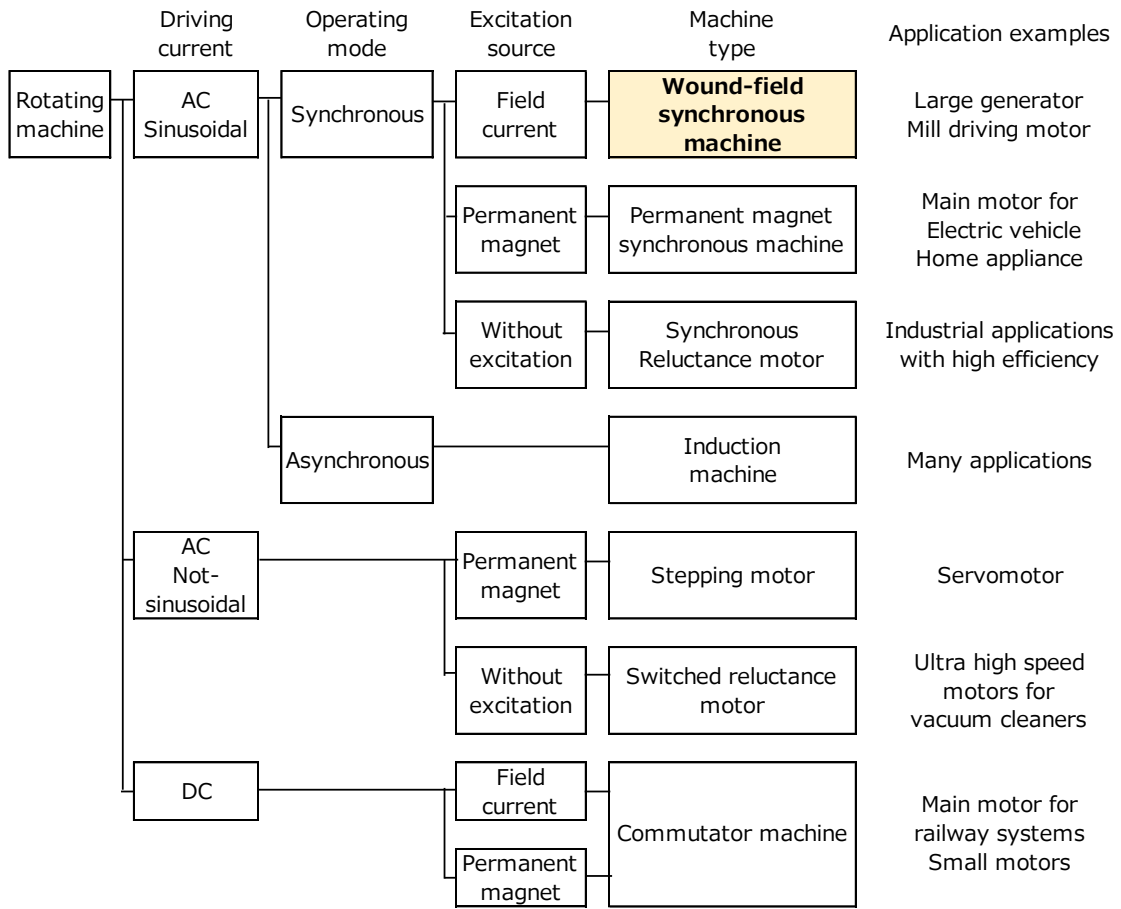 Driving
current
Operating
mode
Excitation
source
Machine
type
Application examples
Rotating
machine
AC
Sinusoidal
Synchronous
Field
current
Wound-field
synchronous
machine
Large generator
Mill driving motor
Permanent
magnet
Permanent magnet
synchronous machine
Main motor for
Electric vehicle
Home appliance
Without
excitation
Synchronous
Reluctance motor
Industrial applications
with high efficiency
Asynchronous
Induction
machine
Many applications
AC
Not-
sinusoidal
Permanent
magnet
Stepping motor
Servomotor
Without
excitation
Switched reluctance
motor
Ultra high speed
motors for
vacuum cleaners
DC
Field
current
Permanent
magnet
Commutator machine
Main motor for
railway systems
Small motors